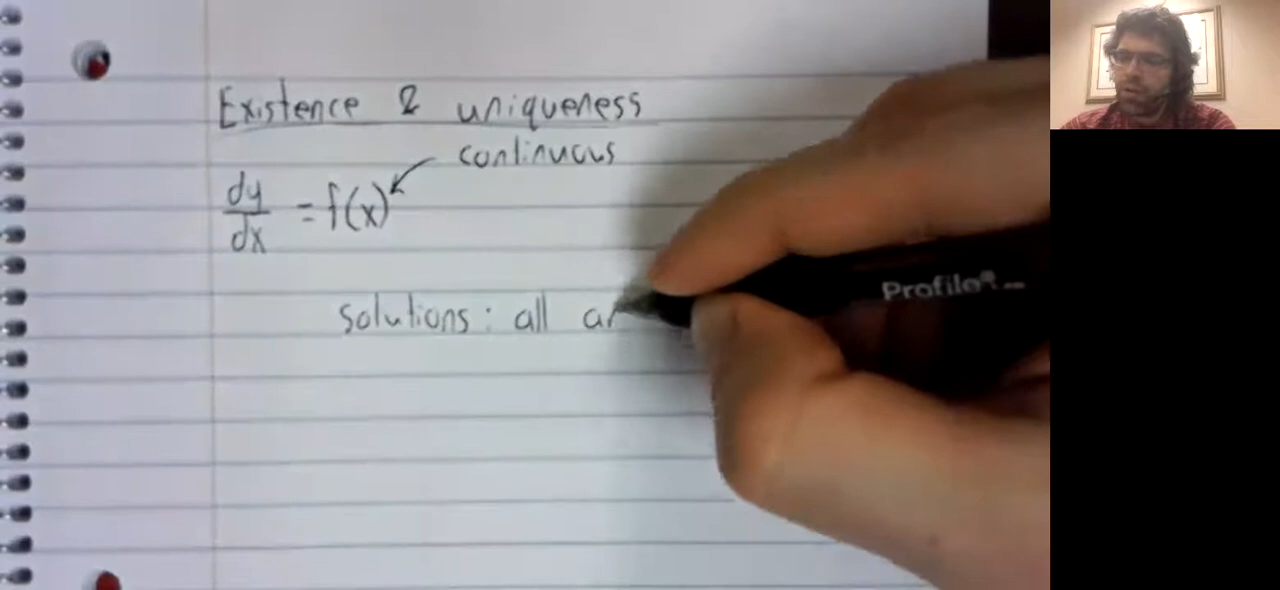 Existence & uniqueness
continuous
dy/dx = f(x)
solutions: all
Profile